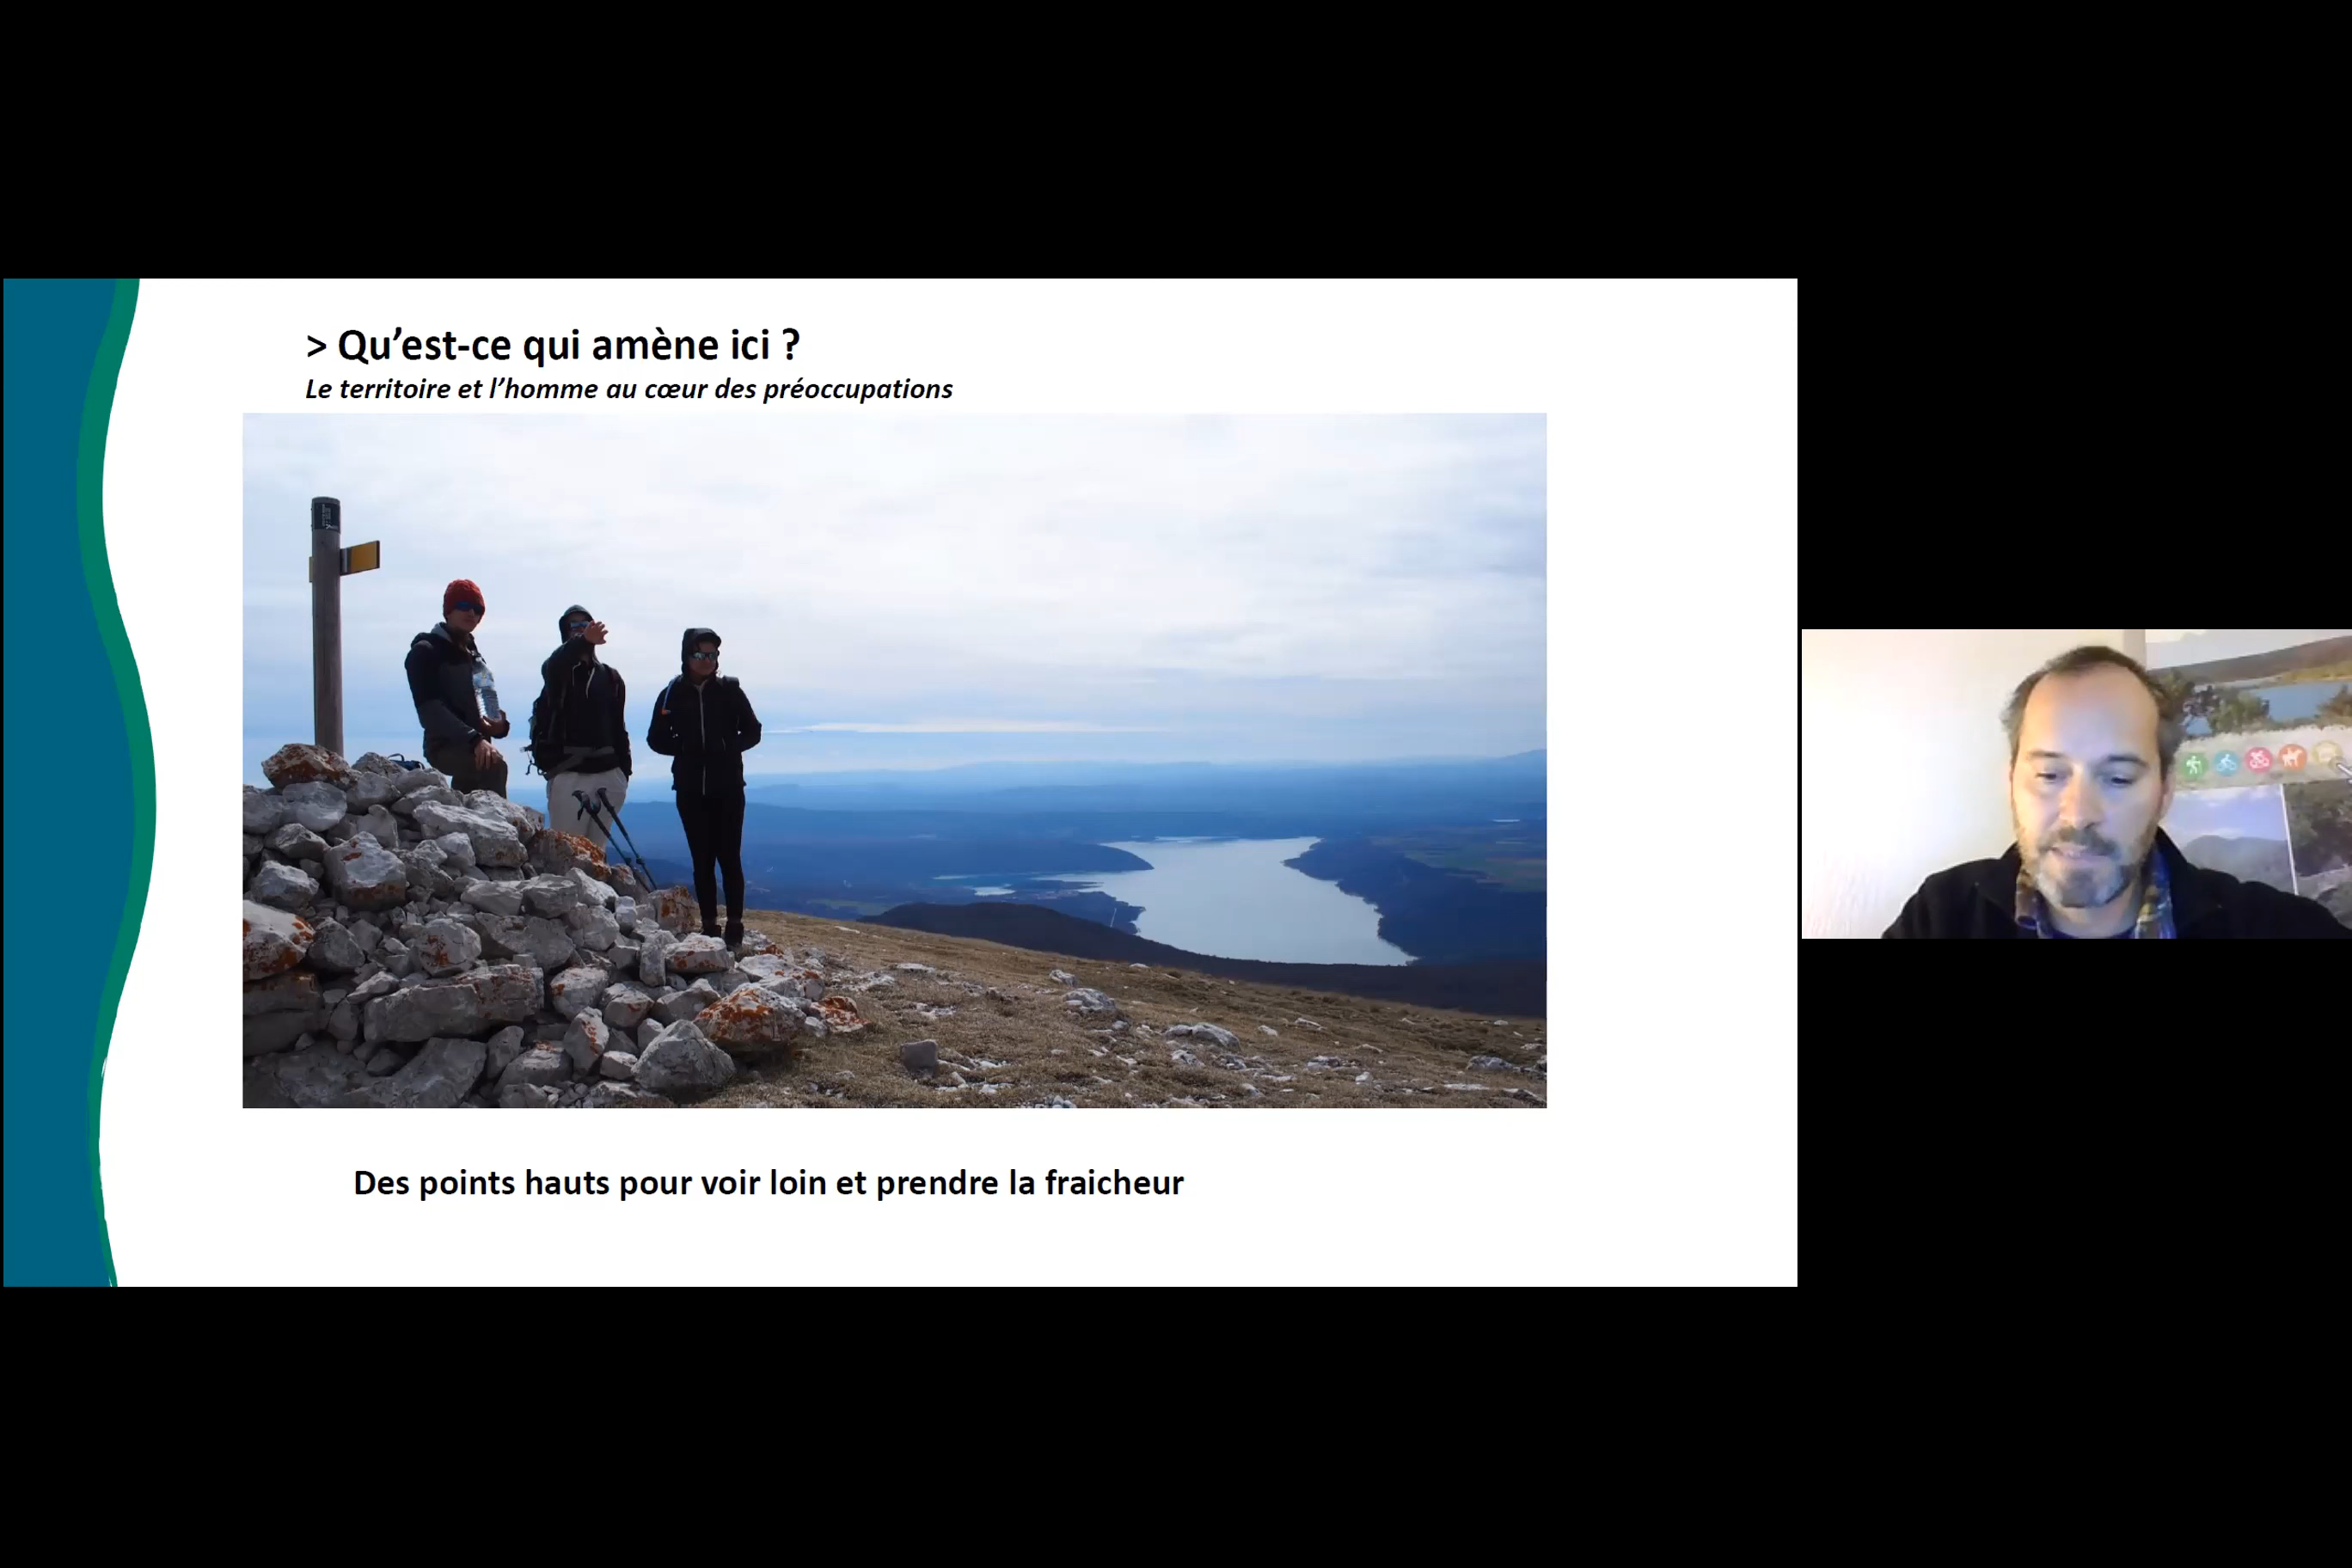 > Qu’est-ce qui amène ici ?
Le territoire et l’homme au cœur des préoccupations
Des points hauts pour voir loin et prendre la fraicheur